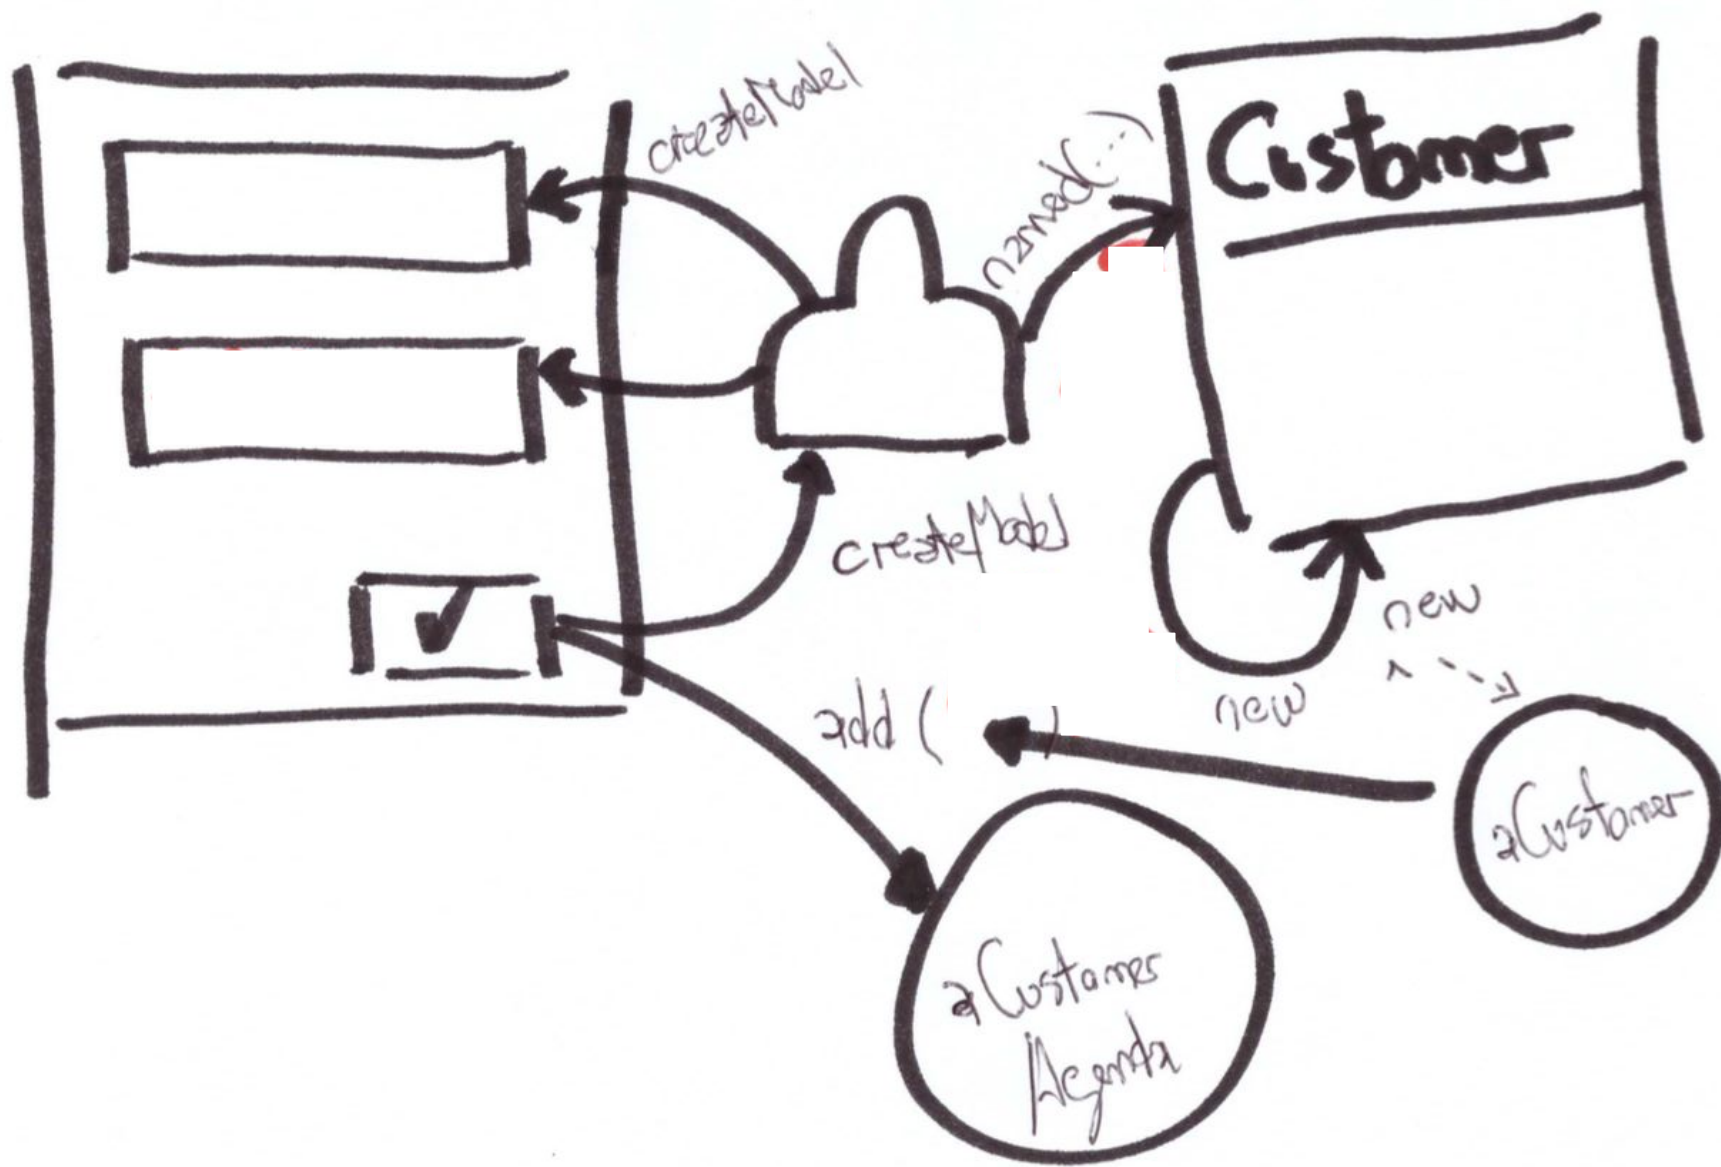 createModel
named(...)
Customer
createModel
new
new
add ( )
aCustomer
aCustomer
Agenda